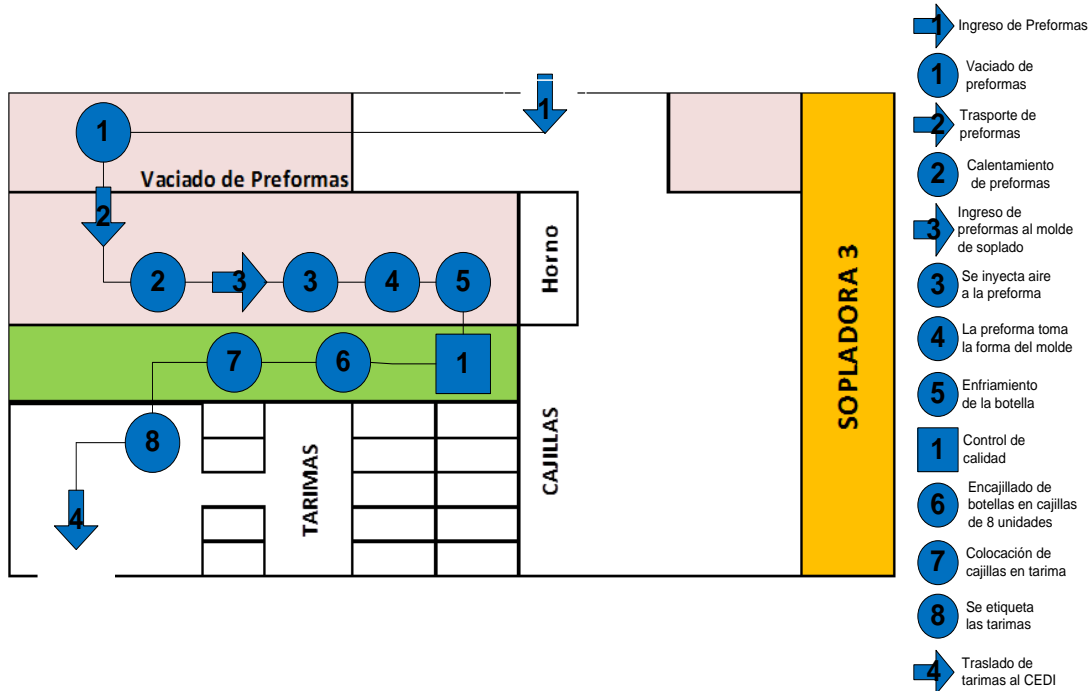 1
1
Vaciado de Preformas
2
2
3
3
4
5
Horno
7
6
1
8
4
TARIMAS
CAJILLAS
SOPLADORA 3
1
Ingreso de Preformas
1
Vaciado de
preformas
2
Trasporte de
preformas
2
Calentamiento
de preformas
3
Ingreso de
preformas al molde
de soplado
3
Se inyecta aire
a la preforma
4
La preforma toma
la forma del molde
5
Enfriamiento
de la botella
1
Control de
calidad
6
Encajillado de
botellas en cajillas
de 8 unidades
7
Colocación de
cajillas en tarima
8
Se etiqueta
las tarimas
4
Traslado de
tarimas al CEDI